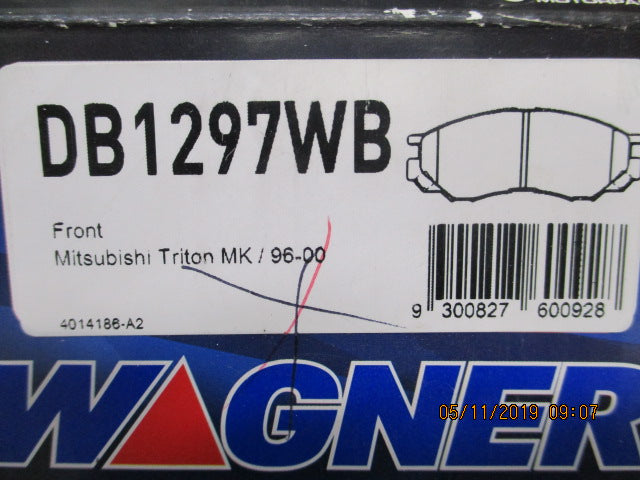 DB1297WB
Front
Mitsubishi Triton MK / 96-00
9 300827 600928
4014186-A2
WAGNER
05/11/2019 09:07